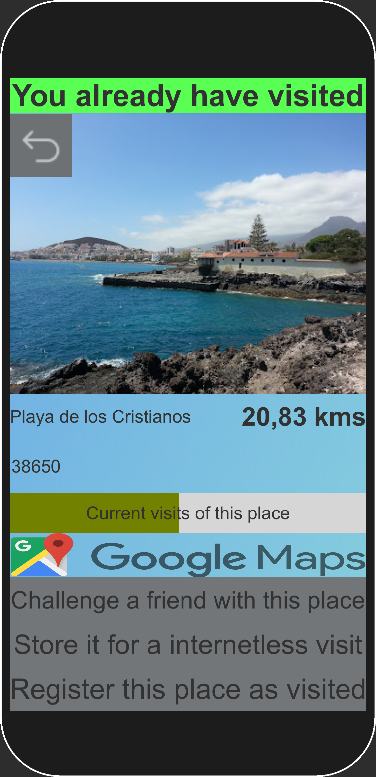 You already have visited
Playa de los Cristianos
20,83 kms
38650
Current visits of this place
G Google Maps
Challenge a friend with this place
Store it for a internetless visit
Register this place as visited